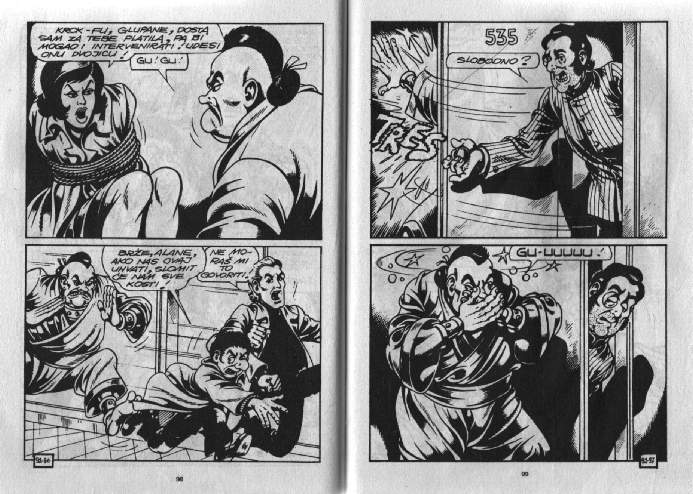 KROK-FU, GLUPANE, DOSTA
SAM ZA TEBE PLATILA, PA BI
MOGAO I INTERVENIRATI! UDESI
ONU DVOJICU!
GU! GU!
BRŽE, ALANE,
AKO NAS OVAJ
UHVATI, SLOMIT
ĆE NAM SVE
KOSTI!
NE MO-
RAŠ MI
TO
GOVORITI!
98
535
SLOBODNO?
TRES
GU-UUUUU!
99